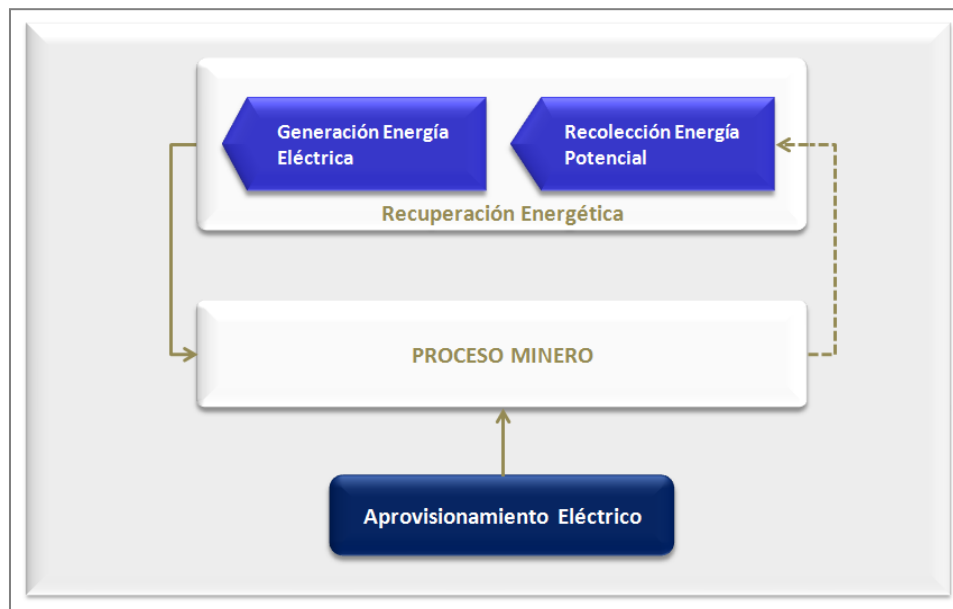 Generación Energía
Eléctrica
Recolección Energía
Potencial
Recuperación Energética
PROCESO MINERO
Aprovisionamiento Eléctrico